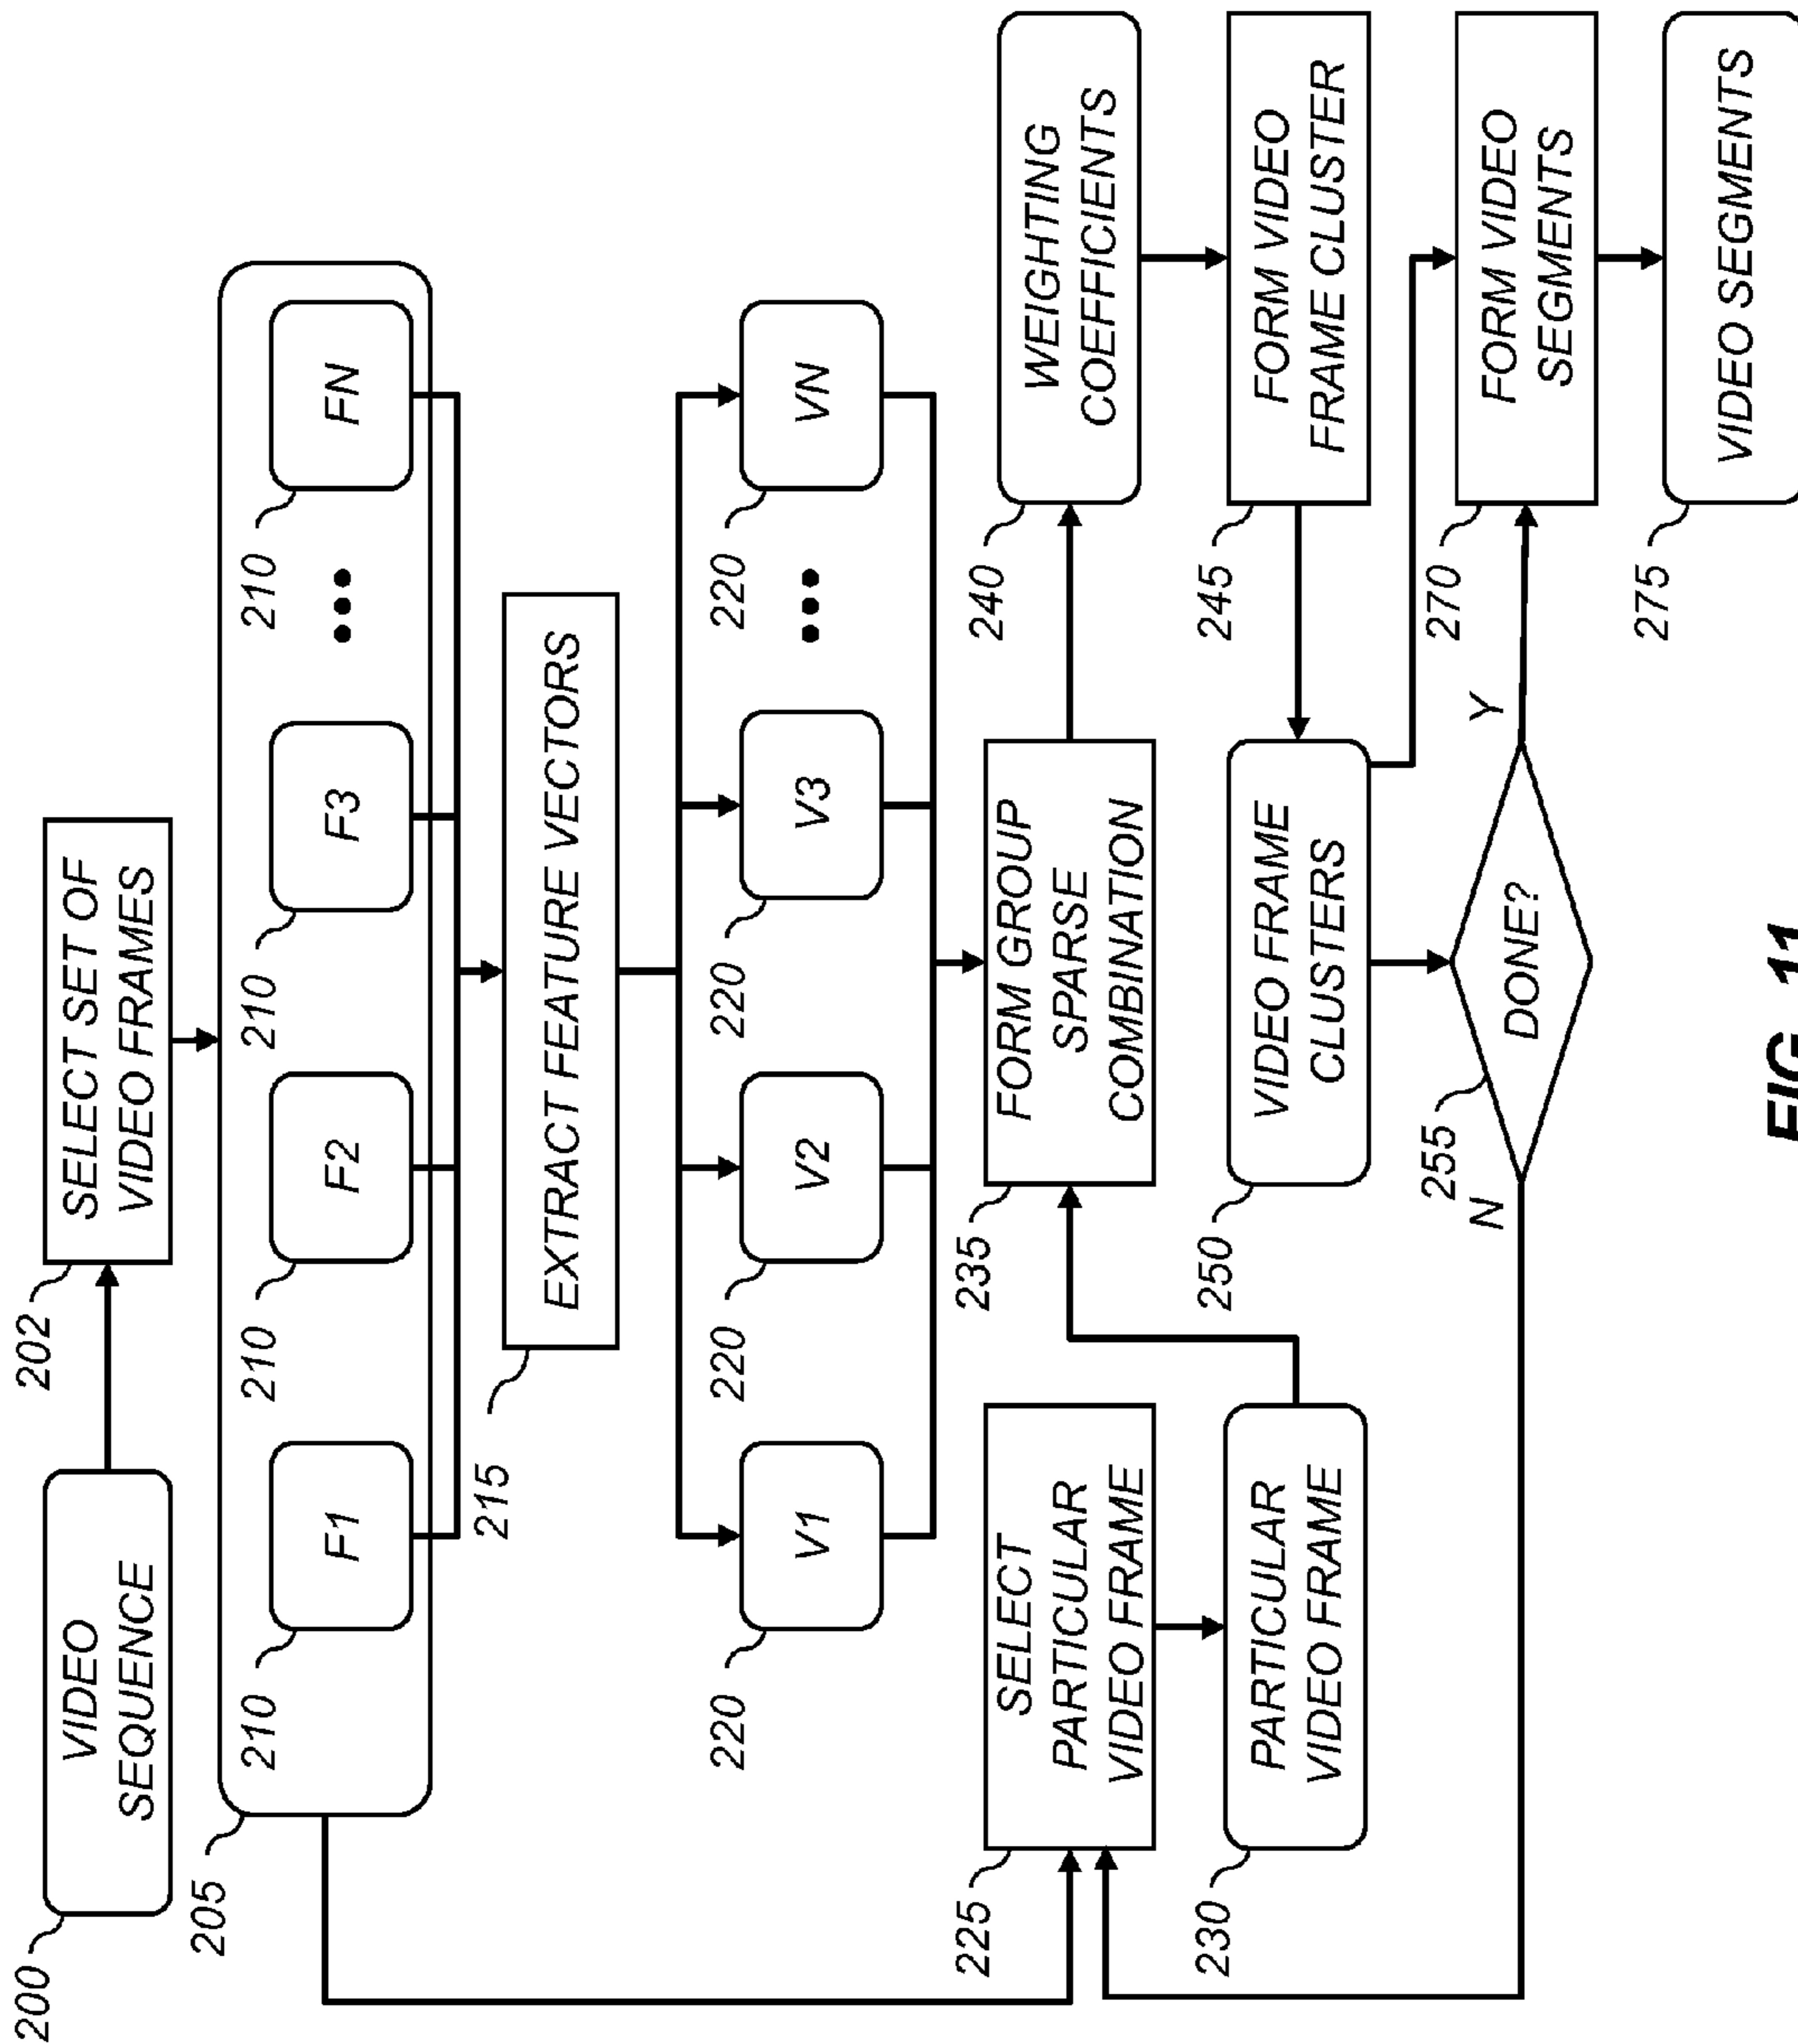 200
VIDEO
SEQUENCE
202
SELECT SET OF
VIDEO FRAMES
205
210
F1
210
F2
210
F3
210
FN
215
EXTRACT FEATURE VECTORS
220
V1
220
V2
220
V3
220
VN
225
SELECT
PARTICULAR
VIDEO FRAME
235
FORM GROUP
SPARSE
COMBINATION
240
WEIGHTING
COEFFICIENTS
230
PARTICULAR
VIDEO FRAME
250
VIDEO FRAME
CLUSTERS
245
FORM VIDEO
FRAME CLUSTER
N
255
DONE?
Y
270
FORM VIDEO
SEGMENTS
275
VIDEO SEGMENTS
FIG. 11